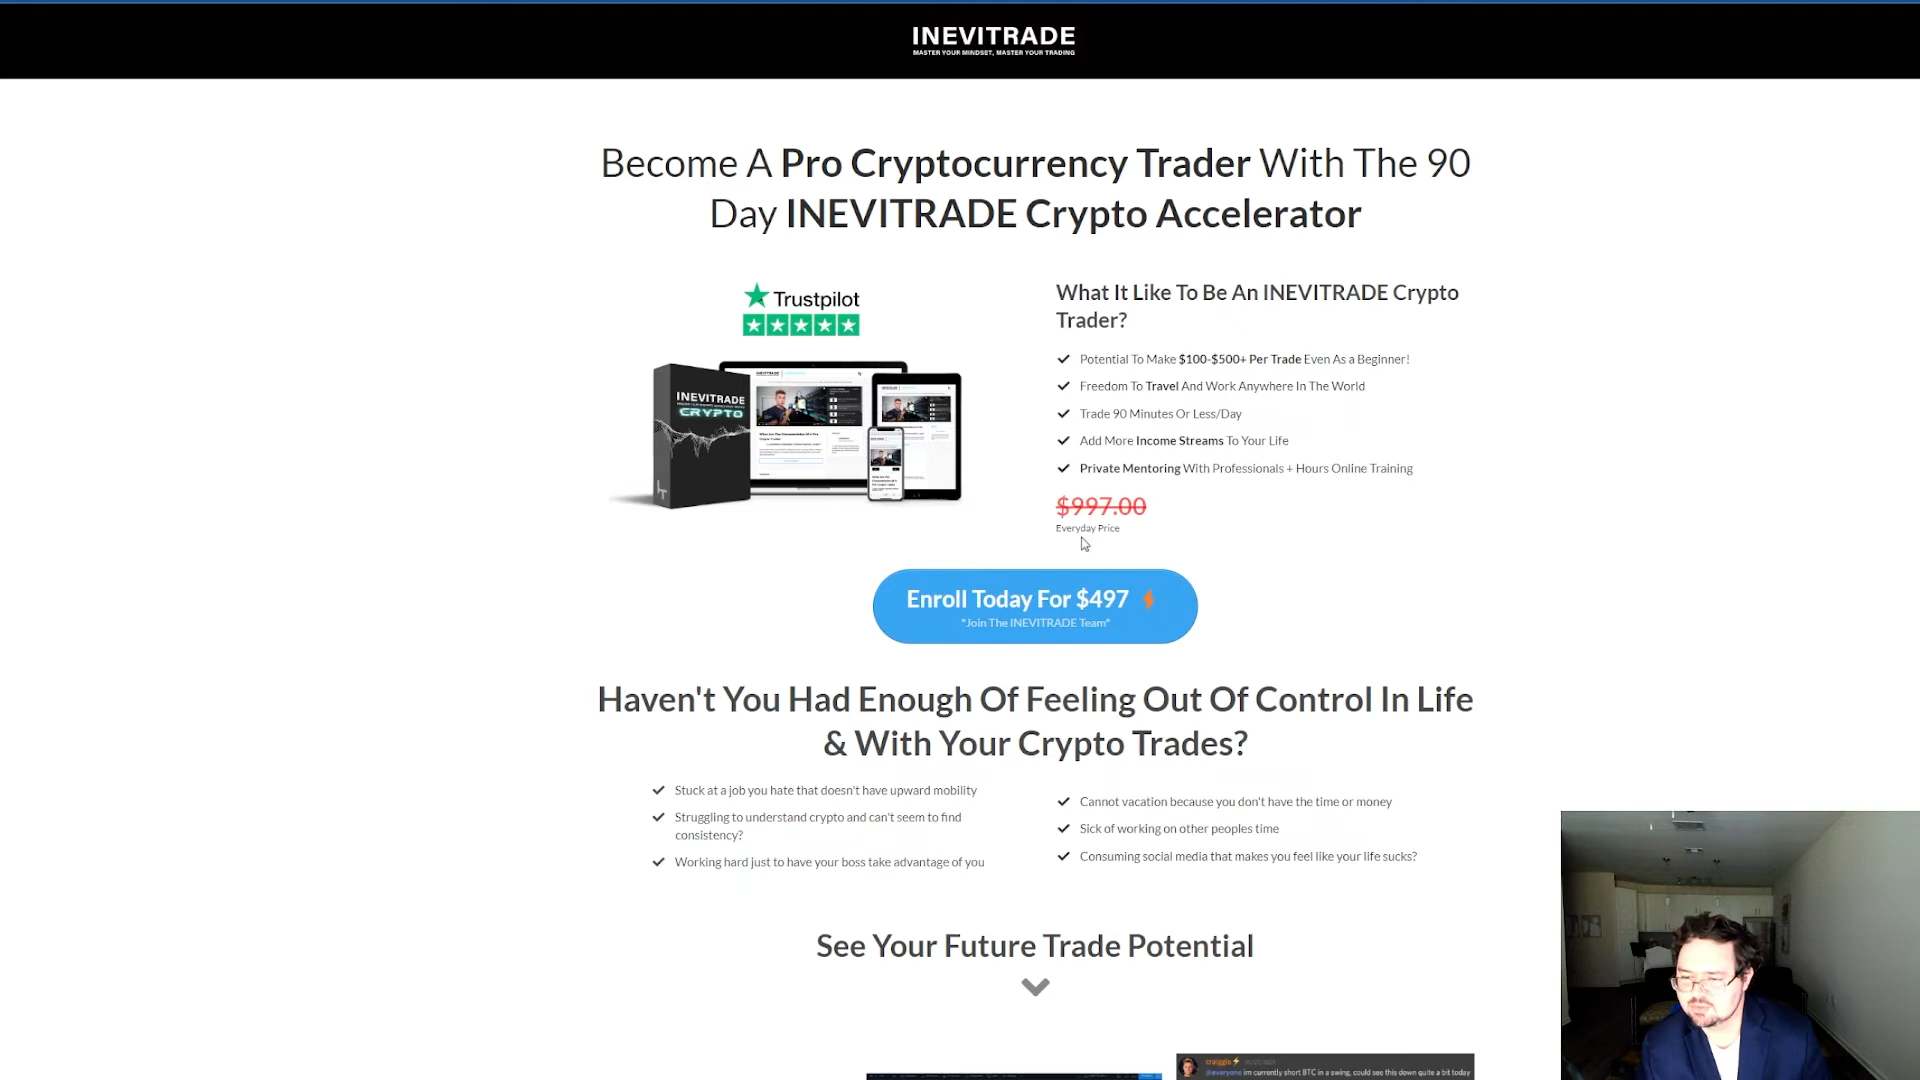 INEVITRADE
MASTER YOUR MINDSET, MASTER YOUR TRADING
Become A Pro Cryptocurrency Trader With The 90
Day INEVITRADE Crypto Accelerator
Trustpilot
INEVITRADE
CRYPTO
What It Like To Be An INEVITRADE Crypto
Trader?
Potential To Make $100-$500+ Per Trade Even As a Beginner!
Freedom To Travel And Work Anywhere In The World
Trade 90 Minutes Or Less/Day
Add More Income Streams To Your Life
Private Mentoring With Professionals + Hours Online Training
$997.00
Everyday Price
Enroll Today For $497
*Join The INEVITRADE Team*
Haven't You Had Enough Of Feeling Out Of Control In Life
& With Your Crypto Trades?
Stuck at a job you hate that doesn't have upward mobility
Struggling to understand crypto and can't seem to find
consistency?
Working hard just to have your boss take advantage of you
Cannot vacation because you don't have the time or money
Sick of working on other peoples time
Consuming social media that makes you feel like your life sucks?
See Your Future Trade Potential
craiggle
@everyone im currently short BTC in a swing, could see this down quite a bit today